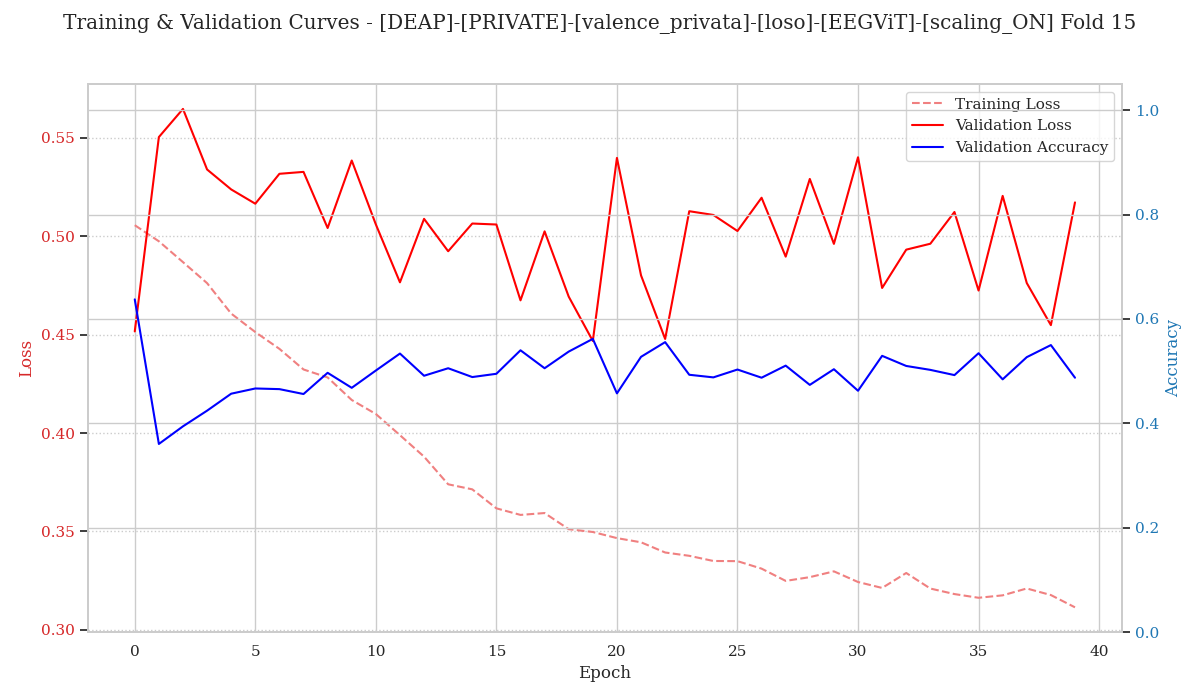 Training & Validation Curves - [DEAP]-[PRIVATE]-[valence_privata]-[loso]-[EEGViT]-[scaling_ON] Fold 15
Training Loss
Validation Loss
Validation Accuracy
Loss
0.55
0.50
0.45
0.40
0.35
0.30
1.0
0.8
0.6
0.4
0.2
0.0
Accuracy
0 5 10 15 20 25 30 35 40
Epoch